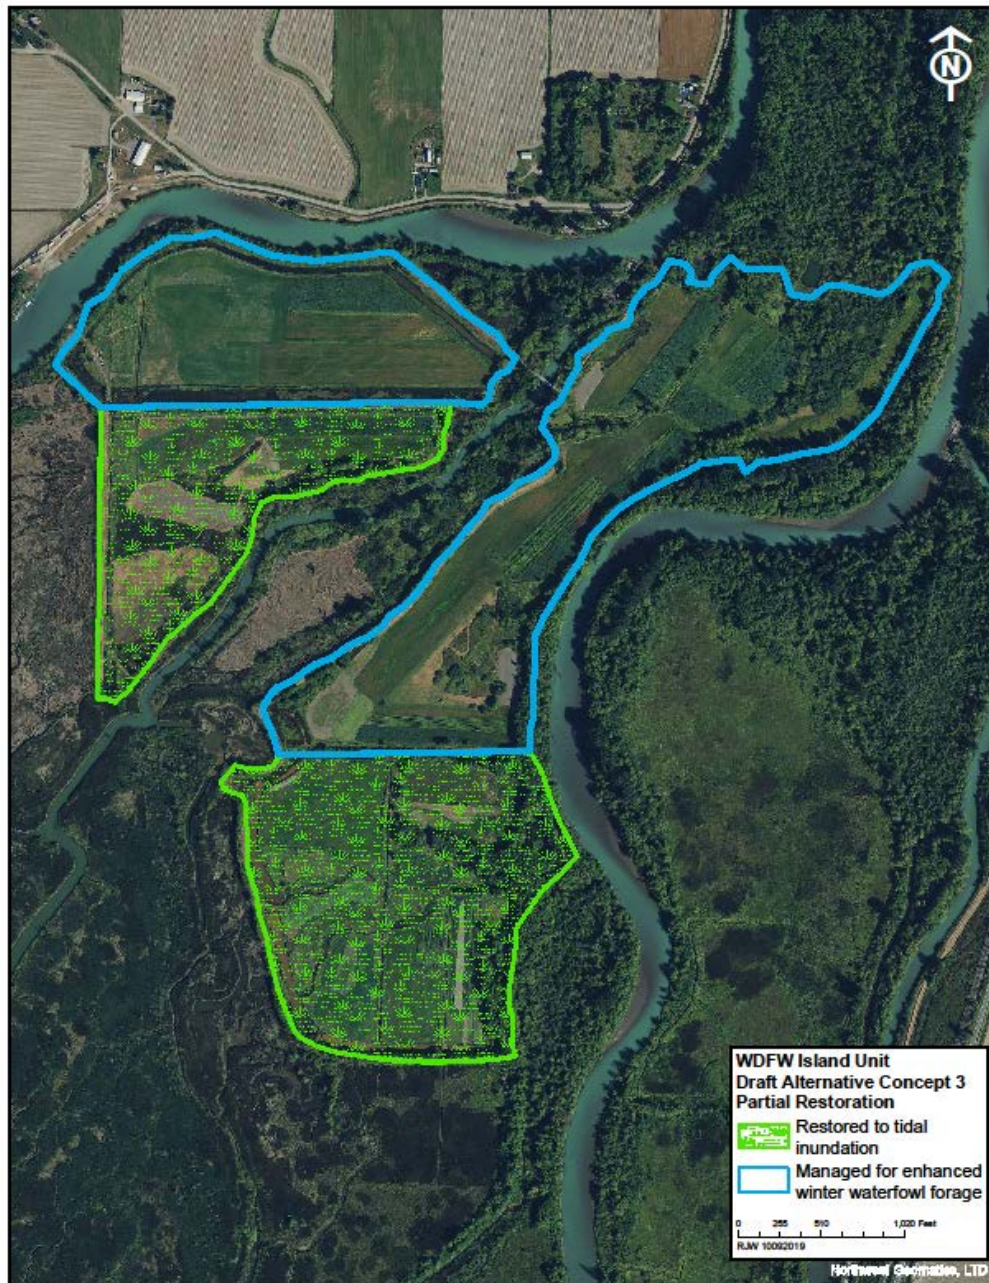 N
WDFW Island Unit
Draft Alternative Concept 3
Partial Restoration
Restored to tidal
inundation
Managed for enhanced
winter waterfowl forage
0 255 510 1,020 Feet
RJW 10092019
Northwest Geomatics, LTD